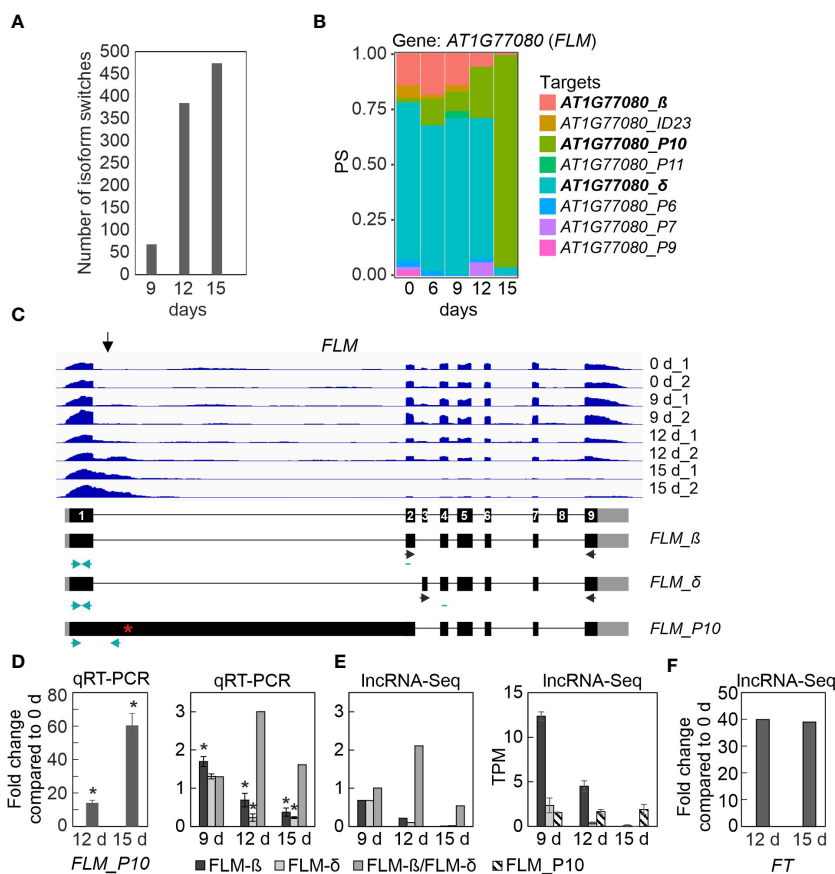 A
Number of isoform switches
500
450
400
350
300
250
200
150
100
50
0
9 12 15
days
B
Gene: AT1G77080 (FLM)
PS
1.00
0.75
0.50
0.25
0.00
0 6 9 12 15
days
Targets
AT1G77080_ß
AT1G77080_ID23
AT1G77080_P10
AT1G77080_P11
AT1G77080_δ
AT1G77080_P6
AT1G77080_P7
AT1G77080_P9
C
FLM
0 d_1
0 d_2
9 d_1
9 d_2
12 d_1
12 d_2
15 d_1
15 d_2
1 2 3 4 5 6 7 8 9
FLM_ß
FLM_δ
*
FLM_P10
D
qRT-PCR
Fold change
compared to 0 d
80
60
40
20
0
* *
12 d 15 d
FLM_P10
qRT-PCR
3
2
1
0
* * * * *
9 d 12 d 15 d
E
lncRNA-Seq
3
2
1
0
9 d 12 d 15 d
lncRNA-Seq
TPM
15
10
5
0
9 d 12 d 15 d
FLM-ß FLM-δ FLM-ß/FLM-δ FLM_P10
F
lncRNA-Seq
Fold change
compared to 0 d
50
40
30
20
10
0
12 d 15 d
FT